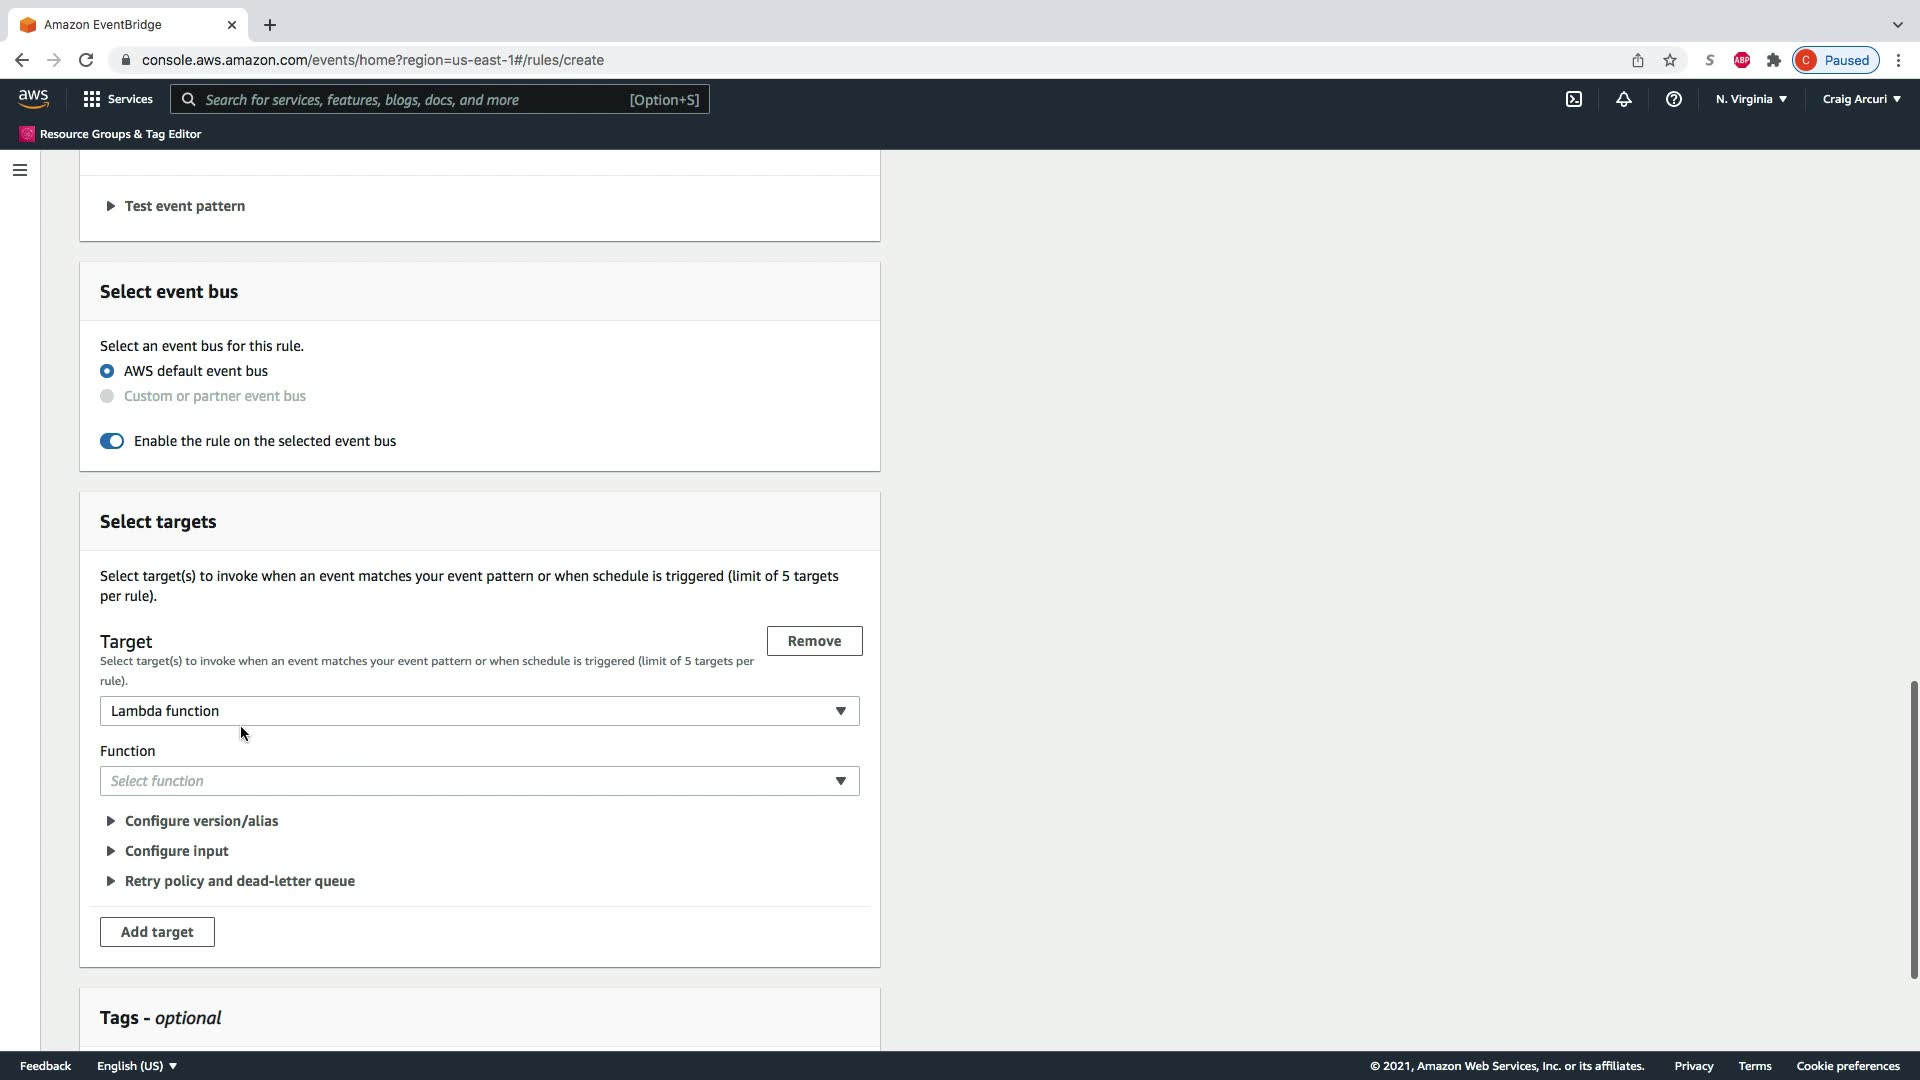 Amazon EventBridge
console.aws.amazon.com/events/home?region=us-east-1#/rules/create
S
ABP
C
Paused
aws
Services
Search for services, features, blogs, docs, and more
[Option+S]
N. Virginia
Craig Arcuri
Resource Groups & Tag Editor
Test event pattern
Select event bus
Select an event bus for this rule.
AWS default event bus
Custom or partner event bus
Enable the rule on the selected event bus
Select targets
Select target(s) to invoke when an event matches your event pattern or when schedule is triggered (limit of 5 targets
per rule).
Target
Remove
Select target(s) to invoke when an event matches your event pattern or when schedule is triggered (limit of 5 targets per
rule).
Lambda function
Function
Select function
Configure version/alias
Configure input
Retry policy and dead-letter queue
Add target
Tags - optional
Feedback
English (US)
© 2021, Amazon Web Services, Inc. or its affiliates.
Privacy
Terms
Cookie preferences